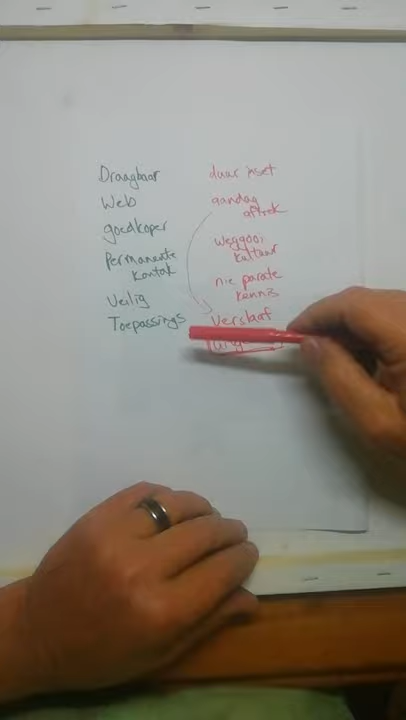 Draagbaar
Web
goedkoper
Permanente
kontak
Veilig
Toepassings
duur inset
aandag
aftrek
Weggooi
kultuur
nie parate
kennis
Verslaaf